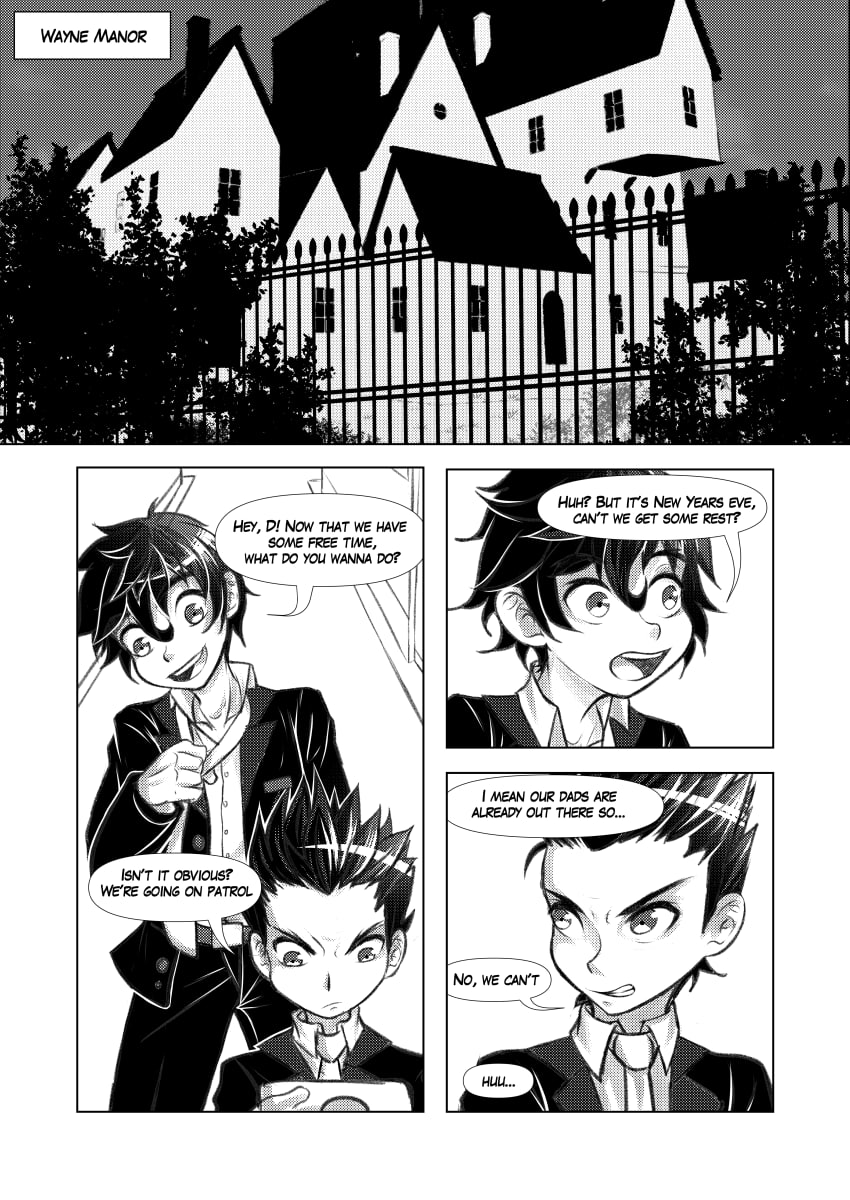 Wayne Manor
Hey, D! Now that we have
some free time,
what do you wanna do?
Isn't it obvious?
We're going on patrol
Huh? But it's New Years eve,
can't we get some rest?
I mean our dads are
already out there so...
No, we can't
huu...